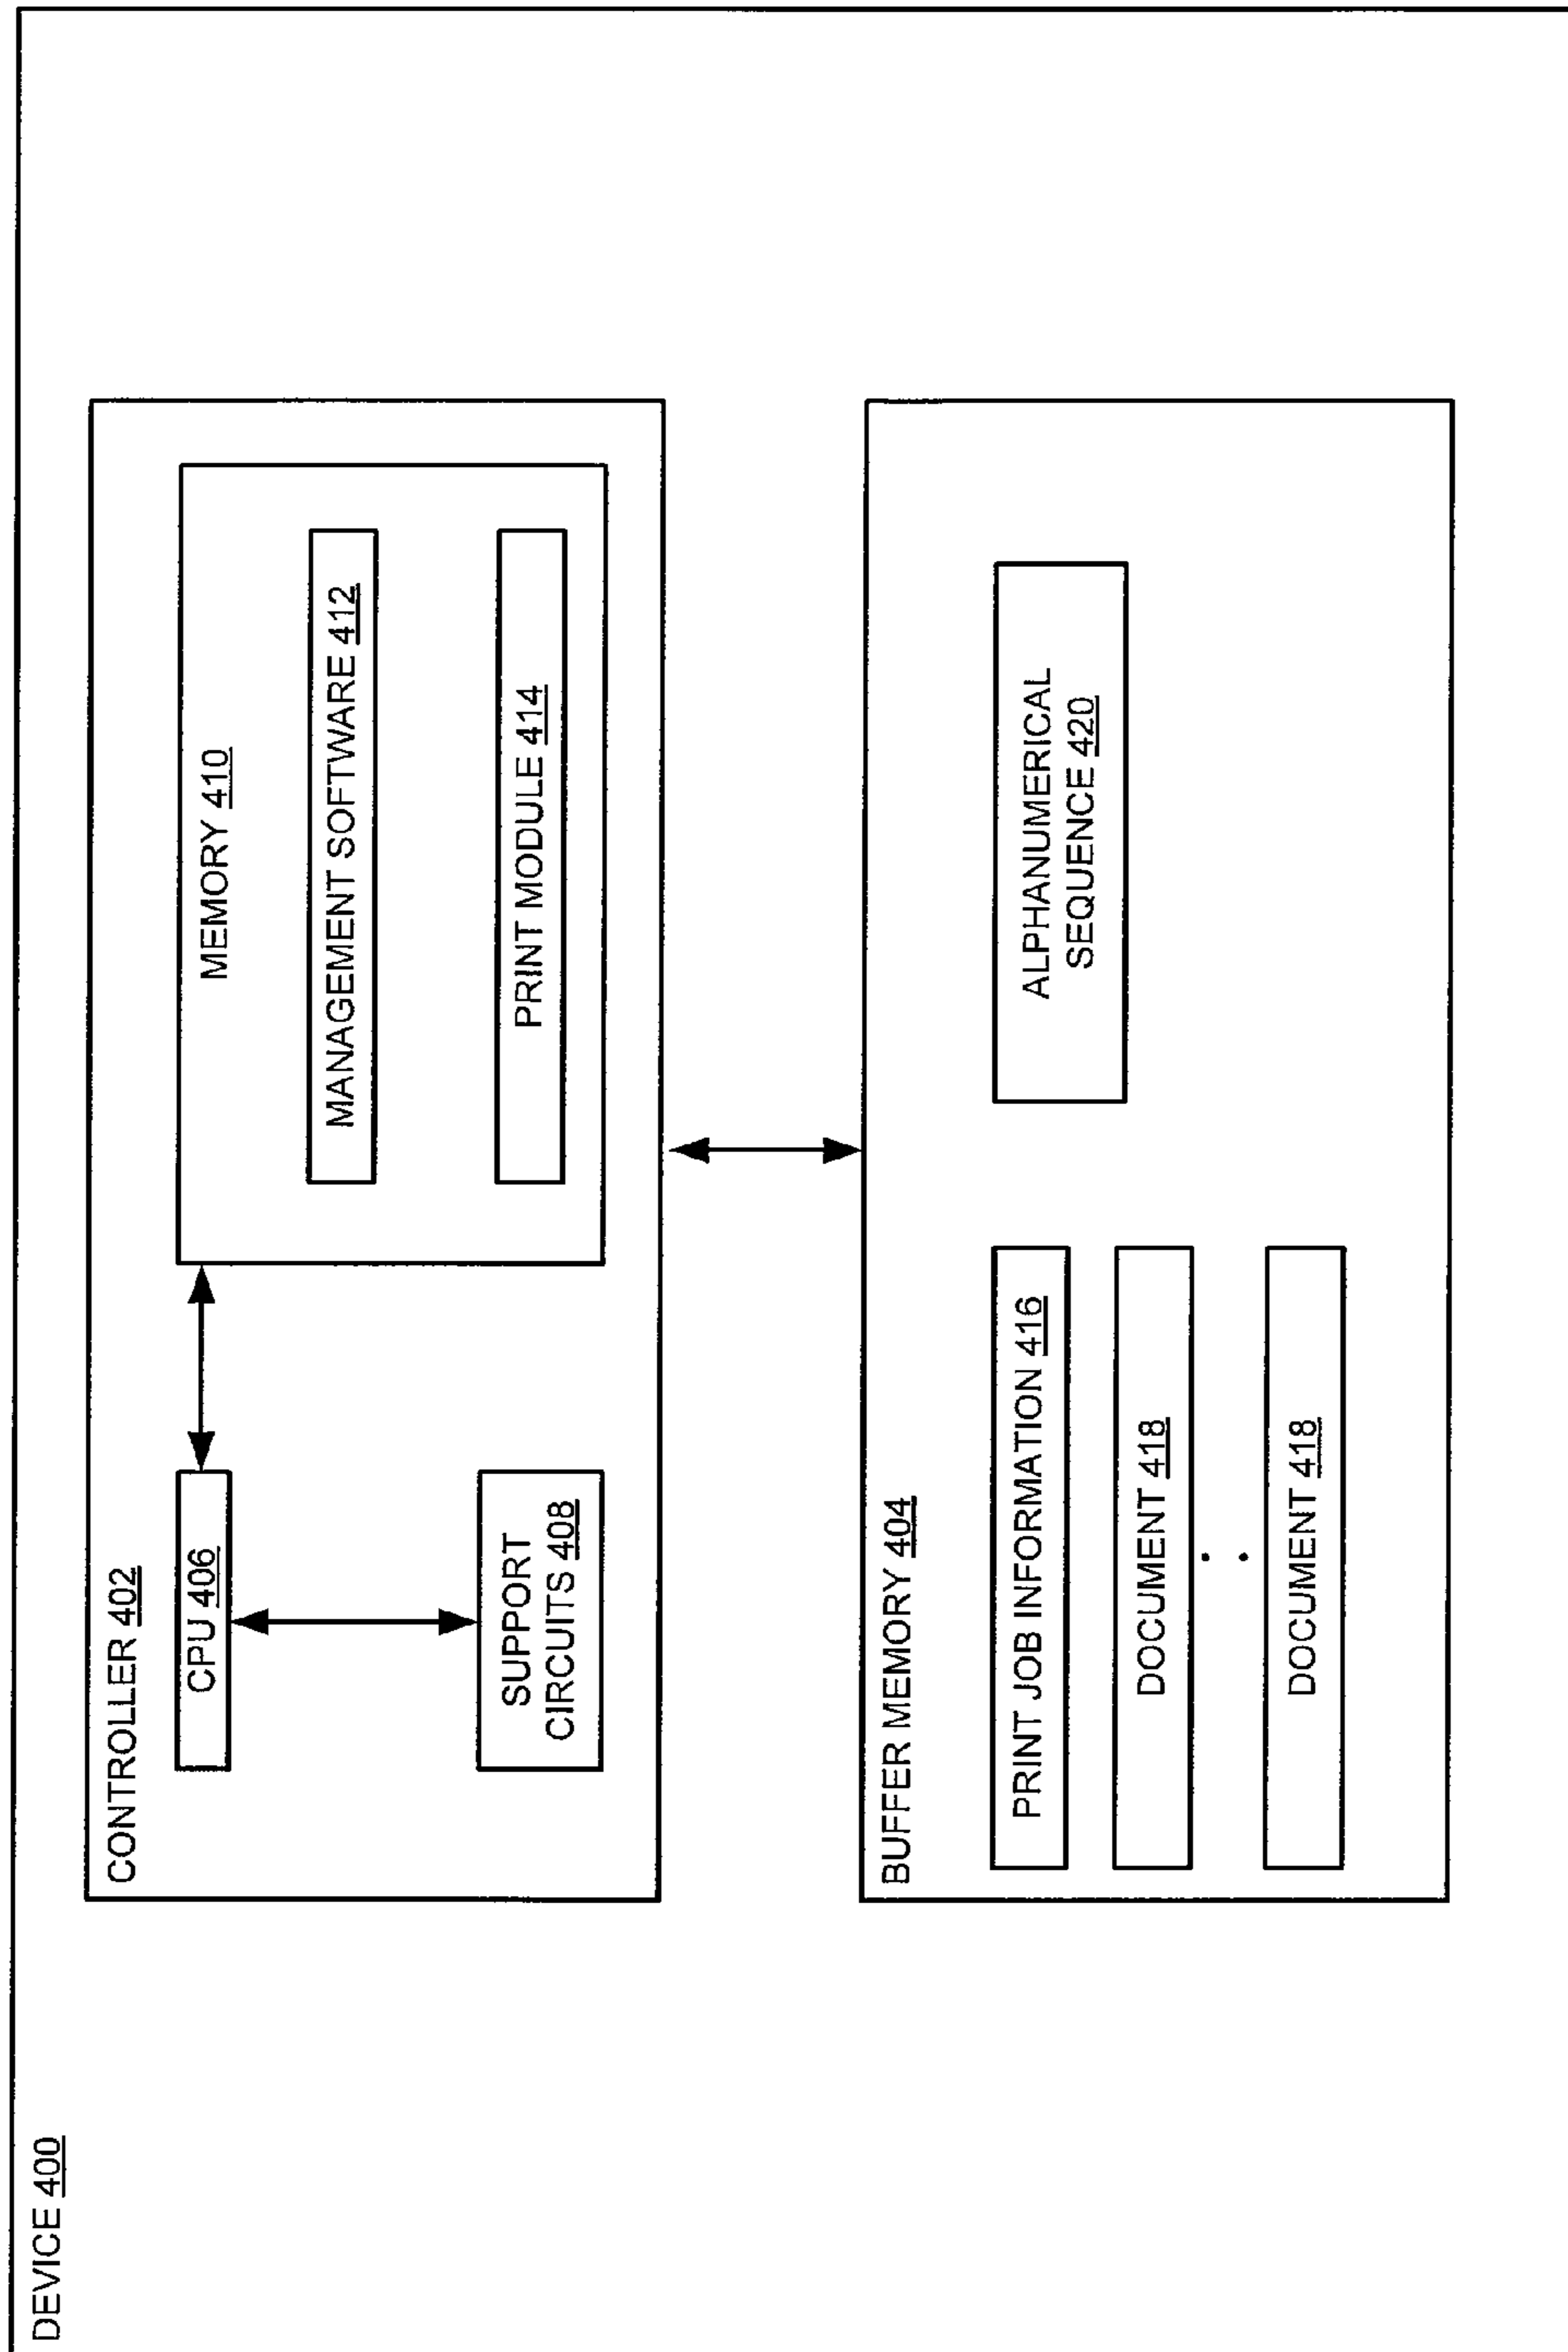 DEVICE 400
CONTROLLER 402
CPU 406
SUPPORT
CIRCUITS 408
MEMORY 410
MANAGEMENT SOFTWARE 412
PRINT MODULE 414
BUFFER MEMORY 404
PRINT JOB INFORMATION 416
DOCUMENT 418
DOCUMENT 418
ALPHANUMERICAL
SEQUENCE 420